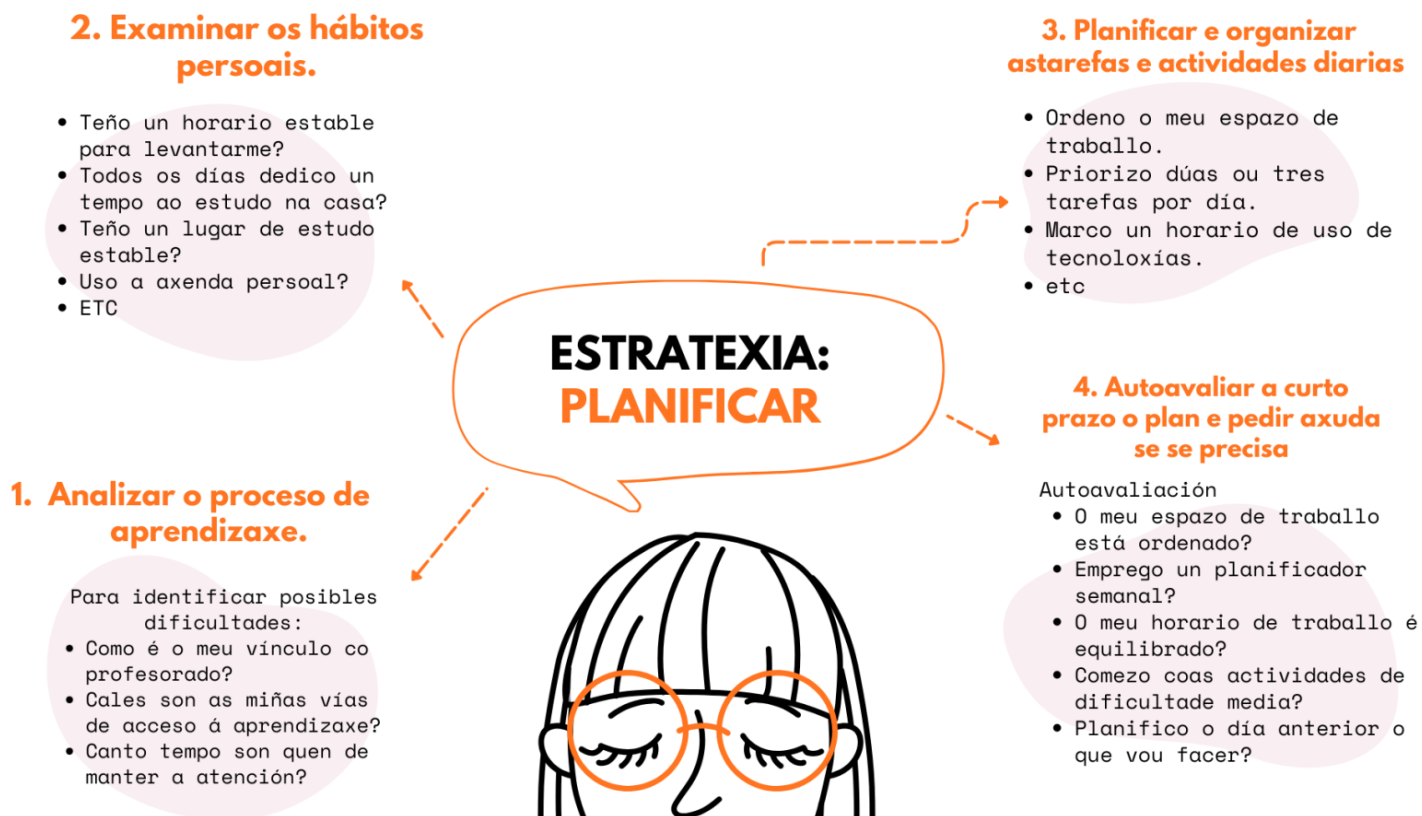 2. Examinar os hábitos
persoais.
Teño un horario estable
para levantarme?
Todos os días dedico un
tempo ao estudo na casa?
Teño un lugar de estudo
estable?
Uso a axenda persoal?
ETC
3. Planificar e organizar
astarefas e actividades diarias
Ordeno o meu espazo de
traballo.
Priorizo dúas ou tres
tarefas por día.
Marco un horario de uso de
tecnoloxías.
etc
ESTRATEXIA:
PLANIFICAR
1. Analizar o proceso de
aprendizaxe.
Para identificar posibles
dificultades:
Como é o meu vínculo co
profesorado?
Cales son as miñas vías
de acceso á aprendizaxe?
Canto tempo son quen de
manter a atención?
4. Autoavaliar a curto
prazo o plan e pedir axuda
se se precisa
Autoavaliación
O meu espazo de traballo
está ordenado?
Emprego un planificador
semanal?
O meu horario de traballo é
equilibrado?
Comezo coas actividades de
dificultade media?
Planifico o día anterior o
que vou facer?